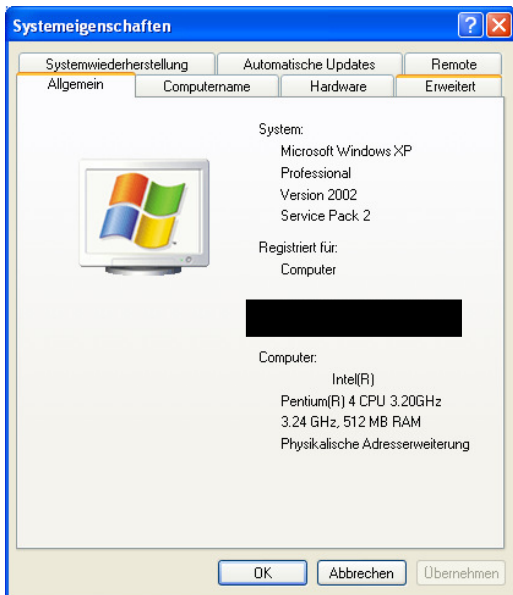 Systemeigenschaften
Systemwiederherstellung Automatische Updates Remote
Allgemein Computername Hardware Erweitert
System:
Microsoft Windows XP
Professional
Version 2002
Service Pack 2
Registriert für:
Computer
Computer:
Intel(R)
Pentium(R) 4 CPU 3.20GHz
3.24 GHz, 512 MB RAM
Physikalische Adresserweiterung
OK Abbrechen Übernehmen